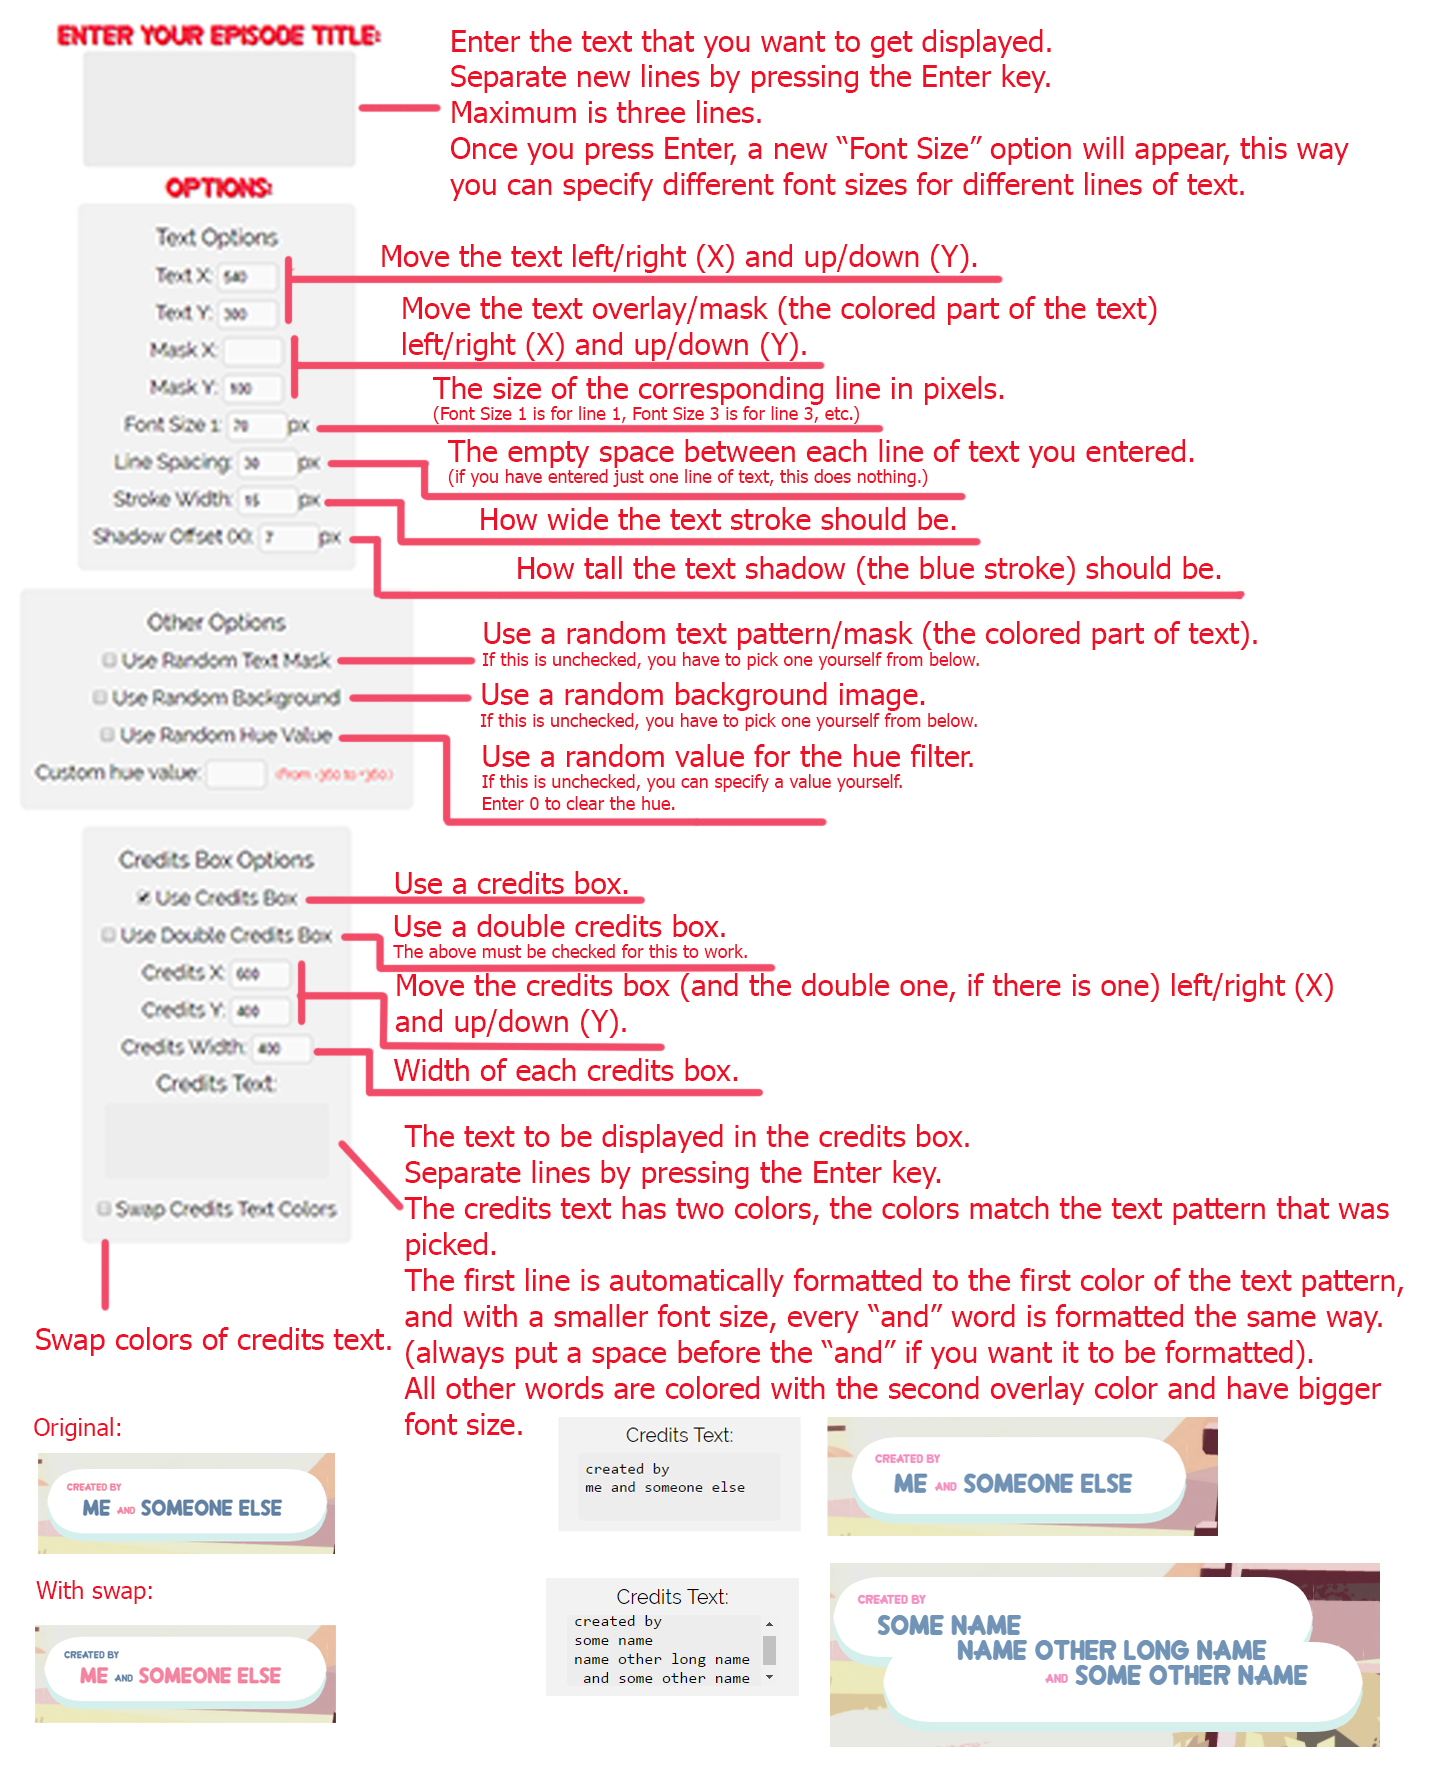 ENTER YOUR EPISODE TITLE:
Enter the text that you want to get displayed.
Separate new lines by pressing the Enter key.
Maximum is three lines.
Once you press Enter, a new “Font Size” option will appear, this way
you can specify different font sizes for different lines of text.
OPTIONS:
Text Options
Text X: 540
Text Y: 300
Move the text left/right (X) and up/down (Y).
Mask X:
Mask Y: 100
Move the text overlay/mask (the colored part of the text)
left/right (X) and up/down (Y).
Font Size 1: 70 px
The size of the corresponding line in pixels.
(Font Size 1 is for line 1, Font Size 3 is for line 3, etc.)
Line Spacing: 30 px
The empty space between each line of text you entered.
(if you have entered just one line of text, this does nothing.)
Stroke Width: 15 px
How wide the text stroke should be.
Shadow Offset (X): 7 px
How tall the text shadow (the blue stroke) should be.
Other Options
Use Random Text Mask
Use a random text pattern/mask (the colored part of text).
If this is unchecked, you have to pick one yourself from below.
Use Random Background
Use a random background image.
If this is unchecked, you have to pick one yourself from below.
Use Random Hue Value
Use a random value for the hue filter.
If this is unchecked, you can specify a value yourself.
Enter 0 to clear the hue.
Custom hue value: (From -360 to +360.)
Credits Box Options
Use Credits Box
Use a credits box.
Use Double Credits Box
Use a double credits box.
The above must be checked for this to work.
Credits X: 600
Credits Y: 400
Move the credits box (and the double one, if there is one) left/right (X)
and up/down (Y).
Credits Width: 400
Width of each credits box.
Credits Text:
The text to be displayed in the credits box.
Separate lines by pressing the Enter key.
The credits text has two colors, the colors match the text pattern that was
picked.
The first line is automatically formatted to the first color of the text pattern,
and with a smaller font size, every “and” word is formatted the same way.
(always put a space before the “and” if you want it to be formatted).
All other words are colored with the second overlay color and have bigger
font size.
Swap Credits Text Colors
Swap colors of credits text.
Original:
CREATED BY
ME AND SOMEONE ELSE
With swap:
CREATED BY
ME AND SOMEONE ELSE
Credits Text:
created by
me and someone else
CREATED BY
ME AND SOMEONE ELSE
Credits Text:
created by
some name
name other long name
and some other name
CREATED BY
SOME NAME
NAME OTHER LONG NAME
AND SOME OTHER NAME